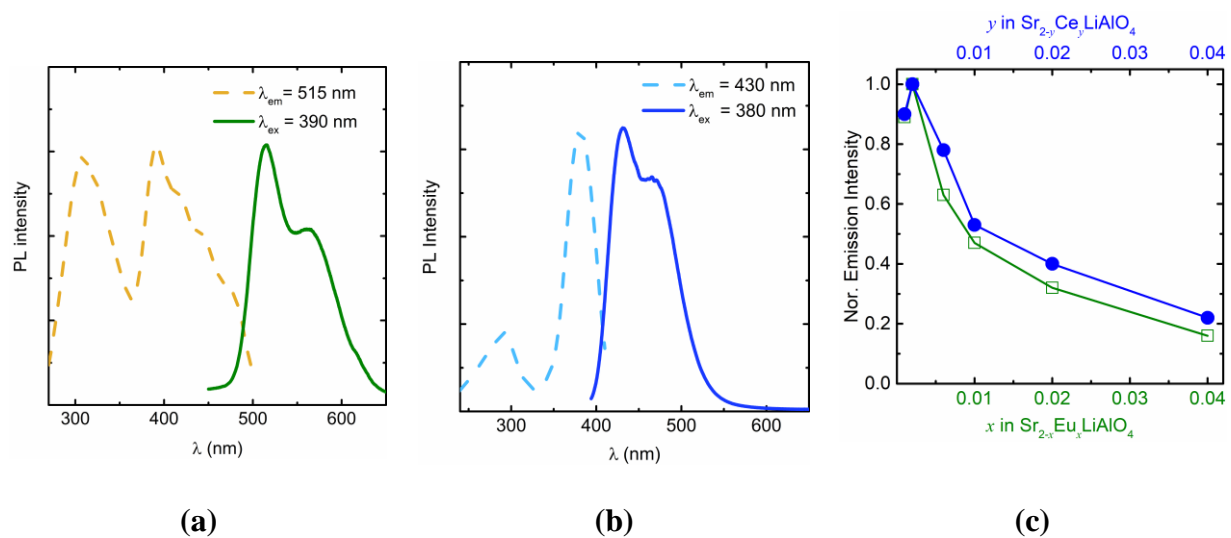 λem = 515 nm
λex = 390 nm
PL intensity
300 400 500 600
λ (nm)
(a)
λem = 430 nm
λex = 380 nm
PL Intensity
300 400 500 600
λ (nm)
(b)
y in Sr2-yCeyLiAlO4
0.01 0.02 0.03 0.04
Nor. Emission Intensity
1.0
0.8
0.6
0.4
0.2
0.0
0.01 0.02 0.03 0.04
x in Sr2-xEuxLiAlO4
(c)